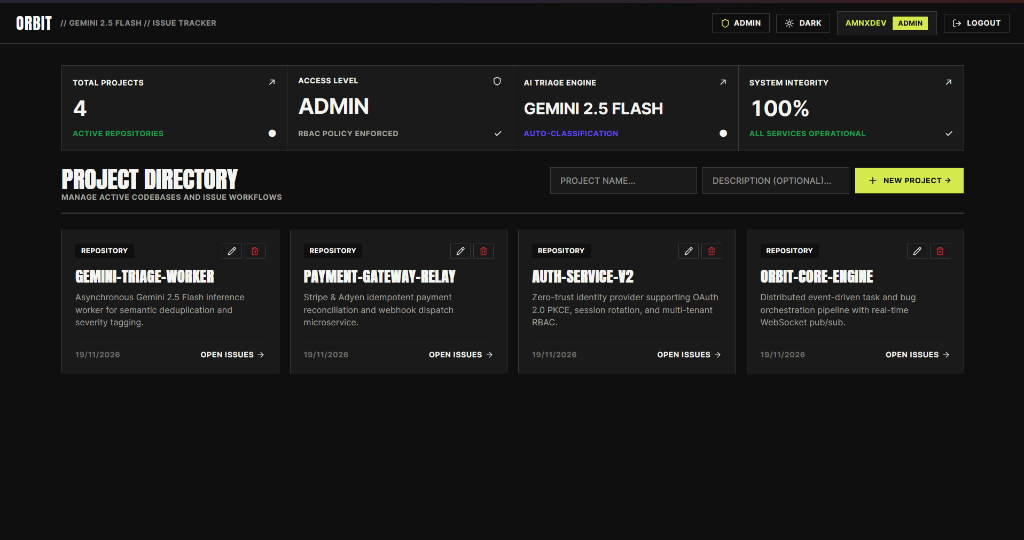 ORBIT // GEMINI 2.5 FLASH // ISSUE TRACKER
ADMIN
DARK
AMNXDEV ADMIN
LOGOUT
TOTAL PROJECTS
4
ACTIVE REPOSITORIES
ACCESS LEVEL
ADMIN
RBAC POLICY ENFORCED
AI TRIAGE ENGINE
GEMINI 2.5 FLASH
AUTO-CLASSIFICATION
SYSTEM INTEGRITY
100%
ALL SERVICES OPERATIONAL
PROJECT DIRECTORY
MANAGE ACTIVE CODEBASES AND ISSUE WORKFLOWS
PROJECT NAME...
DESCRIPTION (OPTIONAL)...
+ NEW PROJECT →
REPOSITORY
GEMINI-TRIAGE-WORKER
Asynchronous Gemini 2.5 Flash inference
worker for semantic deduplication and
severity tagging.
19/11/2026
OPEN ISSUES →
REPOSITORY
PAYMENT-GATEWAY-RELAY
Stripe & Adyen idempotent payment
reconciliation and webhook dispatch
microservice.
19/11/2026
OPEN ISSUES →
REPOSITORY
AUTH-SERVICE-V2
Zero-trust identity provider supporting OAuth
2.0 PKCE, session rotation, and multi-tenant
RBAC.
19/11/2026
OPEN ISSUES →
REPOSITORY
ORBIT-CORE-ENGINE
Distributed event-driven task and bug
orchestration pipeline with real-time
WebSocket pub/sub.
19/11/2026
OPEN ISSUES →